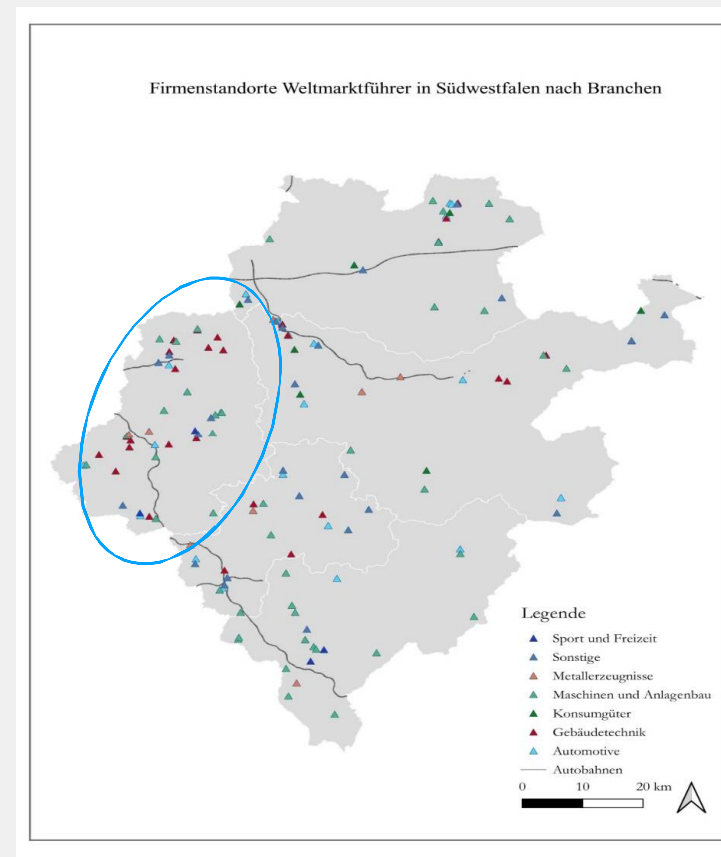 Firmenstandorte Weltmarktführer in Südwestfalen nach Branchen
Legende
Sport und Freizeit
Sonstige
Metallerzeugnisse
Maschinen und Anlagenbau
Konsumgüter
Gebäudetechnik
Automotive
Autobahnen
0 10 20 km